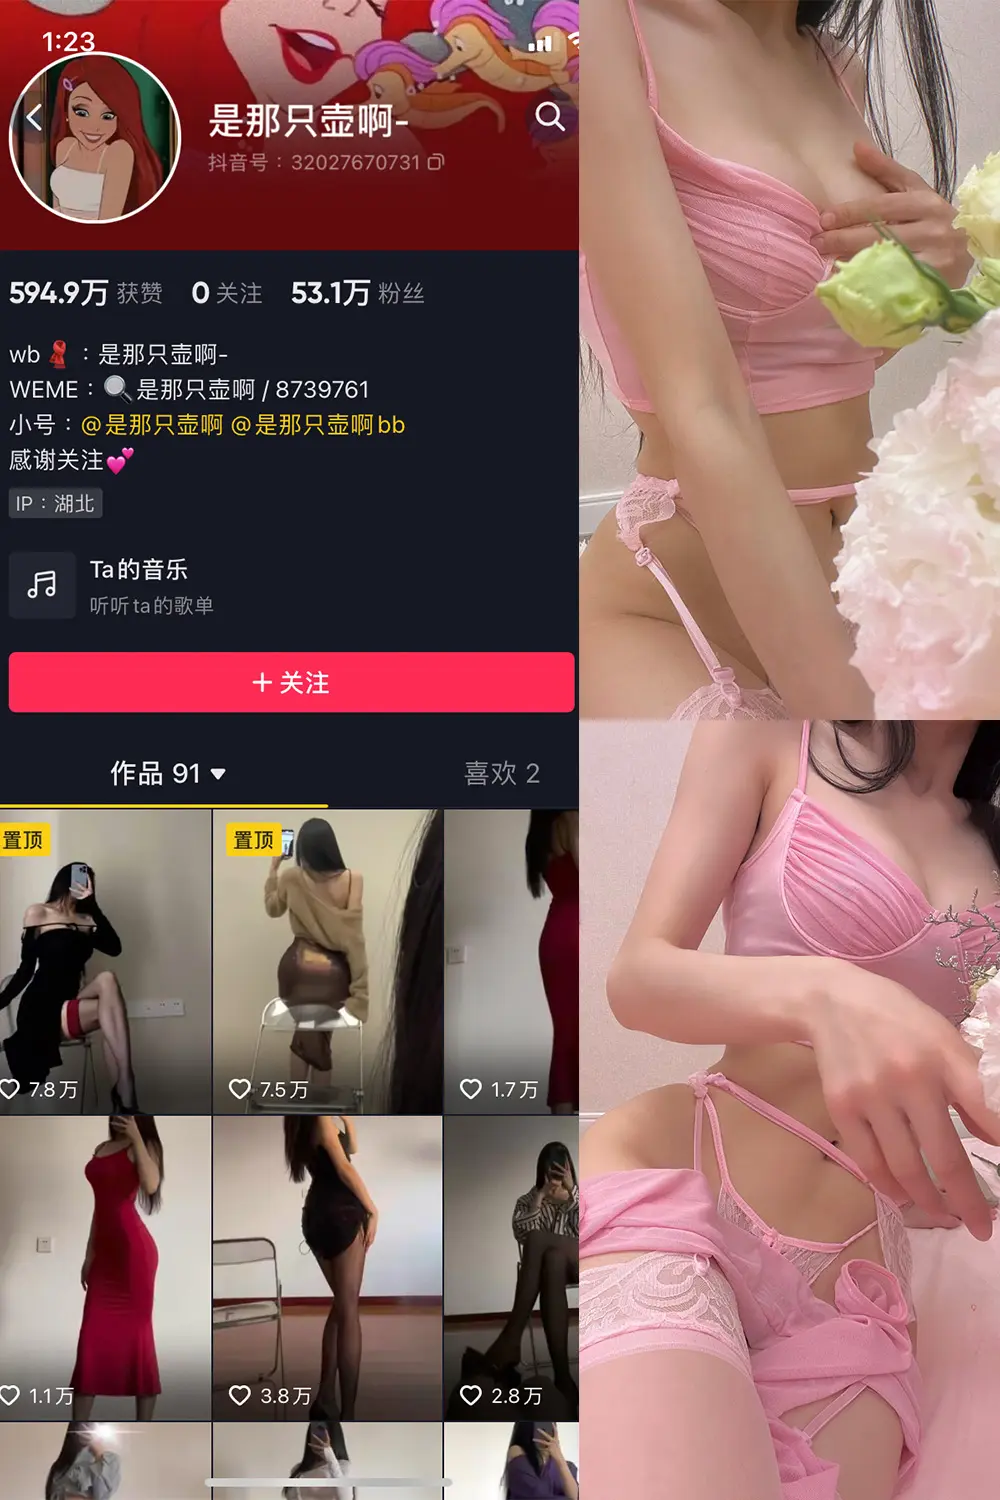 1:23
是那只壶啊-
抖音号：32027670731
594.9万 获赞 0 关注 53.1万 粉丝
wb 🧣：是那只壶啊-
WEME：🔍是那只壶啊 / 8739761
小号：@是那只壶啊 @是那只壶啊bb
感谢关注💕
IP：湖北
Ta的音乐
听听ta的歌单
+ 关注
作品 91 喜欢 2
置顶 置顶
7.8万 7.5万 1.7万
1.1万 3.8万 2.8万